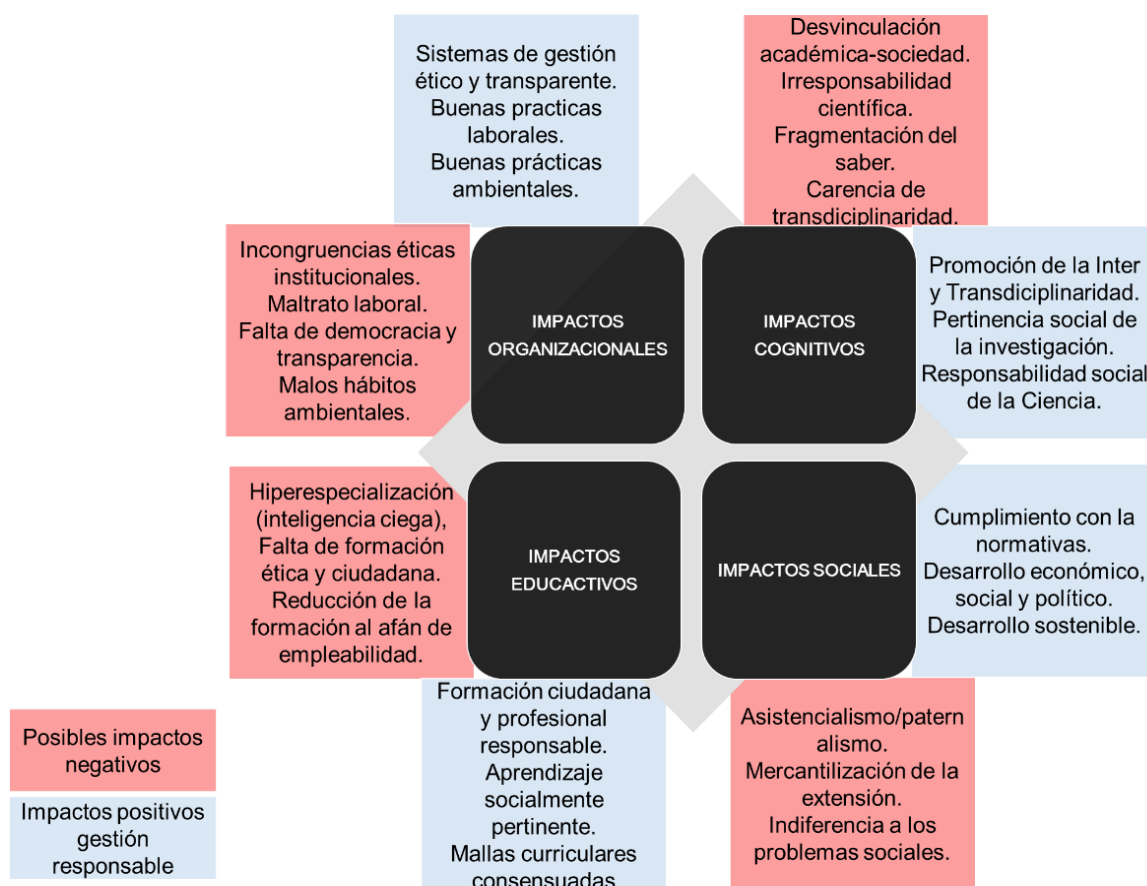 Sistemas de gestión
ético y transparente.
Buenas practicas
laborales.
Buenas prácticas
ambientales.
Desvinculación
académica-sociedad.
Irresponsabilidad
científica.
Fragmentación del
saber.
Carencia de
transdiciplinaridad.
Incongruencias éticas
institucionales.
Maltrato laboral.
Falta de democracia y
transparencia.
Malos hábitos
ambientales.
IMPACTOS
ORGANIZACIONALES
IMPACTOS
COGNITIVOS
Promoción de la Inter
y Transdiciplinaridad.
Pertinencia social de
la investigación.
Responsabilidad social
de la Ciencia.
Hiperespecialización
(inteligencia ciega),
Falta de formación
ética y ciudadana.
Reducción de la
formación al afán de
empleabilidad.
IMPACTOS
EDUCACTIVOS
IMPACTOS SOCIALES
Cumplimiento con la
normativas.
Desarrollo económico,
social y político.
Desarrollo sostenible.
Formación ciudadana
y profesional
responsable.
Aprendizaje
socialmente
pertinente.
Mallas curriculares
consensuadas
Asistencialismo/patern
alismo.
Mercantilización de la
extensión.
Indiferencia a los
problemas sociales.
Posibles impactos
negativos
Impactos positivos
gestión
responsable